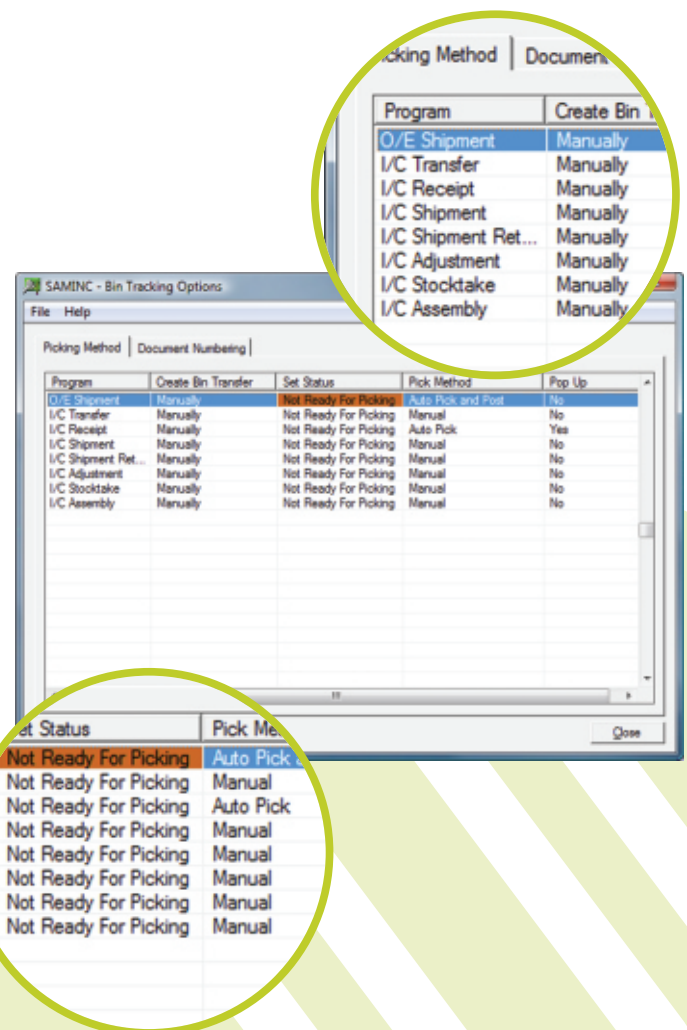 Picking Method Document
Program Create Bin T
O/E Shipment Manually
I/C Transfer Manually
I/C Receipt Manually
I/C Shipment Manually
I/C Shipment Ret... Manually
I/C Adjustment Manually
I/C Stocktake Manually
I/C Assembly Manually
SAMINC - Bin Tracking Options
File Help
Picking Method Document Numbering
Program Create Bin Transfer Set Status Pick Method Pop Up
O/E Shipment Manually Not Ready For Picking Auto Pick and Post No
I/C Transfer Manually Not Ready For Picking Manual No
I/C Receipt Manually Not Ready For Picking Auto Pick Yes
I/C Shipment Manually Not Ready For Picking Manual No
I/C Shipment Ret... Manually Not Ready For Picking Manual No
I/C Adjustment Manually Not Ready For Picking Manual No
I/C Stocktake Manually Not Ready For Picking Manual No
I/C Assembly Manually Not Ready For Picking Manual No
Close
et Status Pick Me
Not Ready For Picking Auto Pick a
Not Ready For Picking Manual
Not Ready For Picking Auto Pick
Not Ready For Picking Manual
Not Ready For Picking Manual
Not Ready For Picking Manual
Not Ready For Picking Manual
Not Ready For Picking Manual